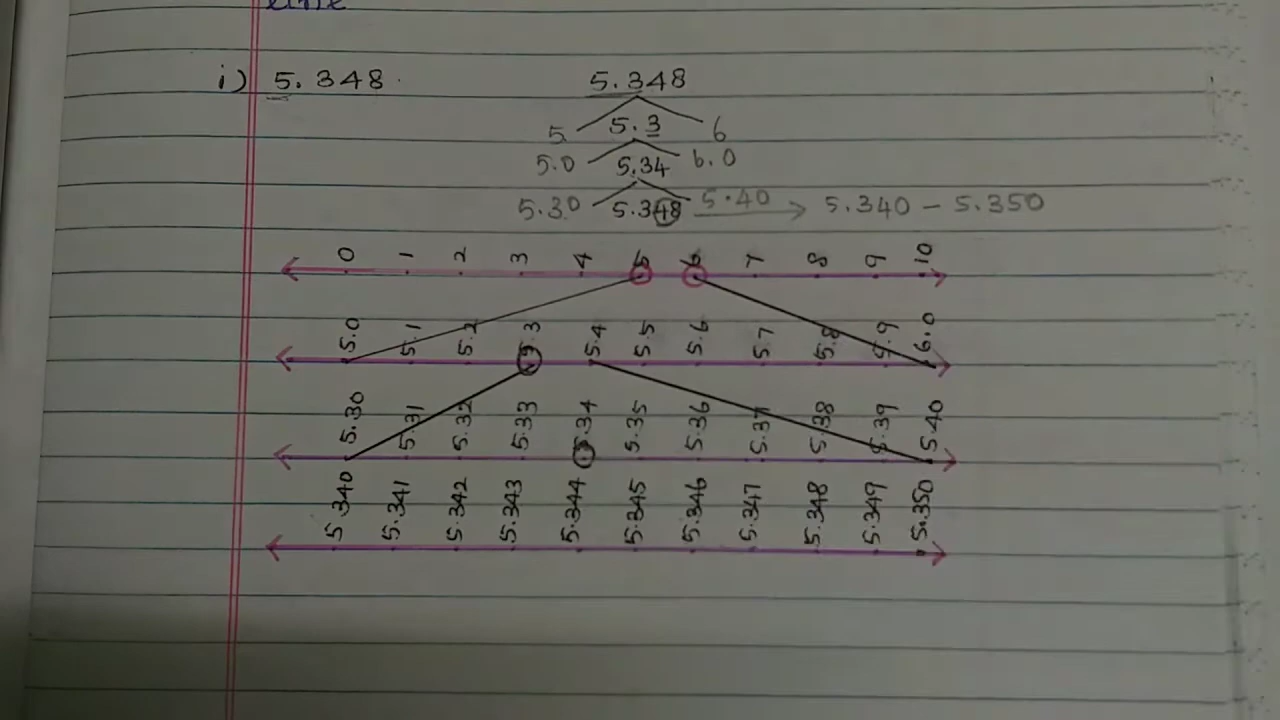 i) 5.348. 5.348
5 5.3 6
5.0 5.34 6.0
5.30 5.348 5.40 → 5.340 - 5.350
0 1 2 3 4 5 6 7 8 9 10
5.0 5.1 5.2 5.3 5.4 5.5 5.6 5.7 5.8 5.9 6.0
5.30 5.31 5.32 5.33 5.34 5.35 5.36 5.37 5.38 5.39 5.40
5.340 5.341 5.342 5.343 5.344 5.345 5.346 5.347 5.348 5.349 5.350